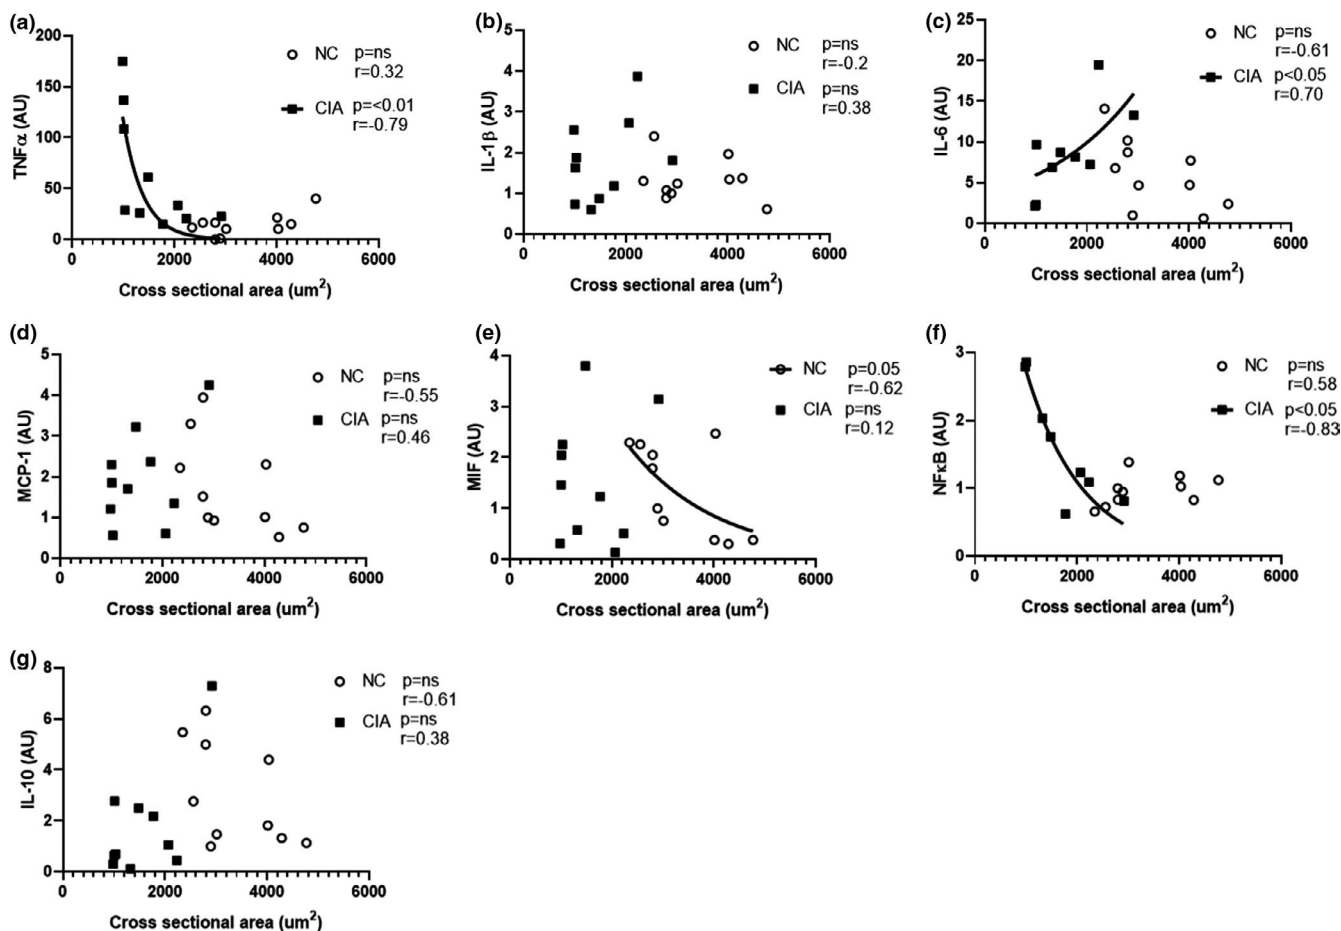 (a)
TNFα (AU)
200
150
100
50
0
0 2000 4000 6000
Cross sectional area (um²)
NC p=ns
r=0.32
CIA p=<0.01
r=-0.79
(b)
IL-1β (AU)
5
4
3
2
1
0
0 2000 4000 6000
Cross sectional area (um²)
NC p=ns
r=-0.2
CIA p=ns
r=0.38
(c)
IL-6 (AU)
25
20
15
10
5
0
0 2000 4000 6000
Cross sectional area (um²)
NC p=ns
r=-0.61
CIA p<0.05
r=0.70
(d)
MCP-1 (AU)
5
4
3
2
1
0
0 2000 4000 6000
Cross sectional area (um²)
NC p=ns
r=-0.55
CIA p=ns
r=0.46
(e)
MIF (AU)
4
3
2
1
0
0 2000 4000 6000
Cross sectional area (um²)
NC p=0.05
r=-0.62
CIA p=ns
r=0.12
(f)
NFκB (AU)
3
2
1
0
0 2000 4000 6000
Cross sectional area (um²)
NC p=ns
r=0.58
CIA p<0.05
r=-0.83
(g)
IL-10 (AU)
8
6
4
2
0
0 2000 4000 6000
Cross sectional area (um²)
NC p=ns
r=-0.61
CIA p=ns
r=0.38